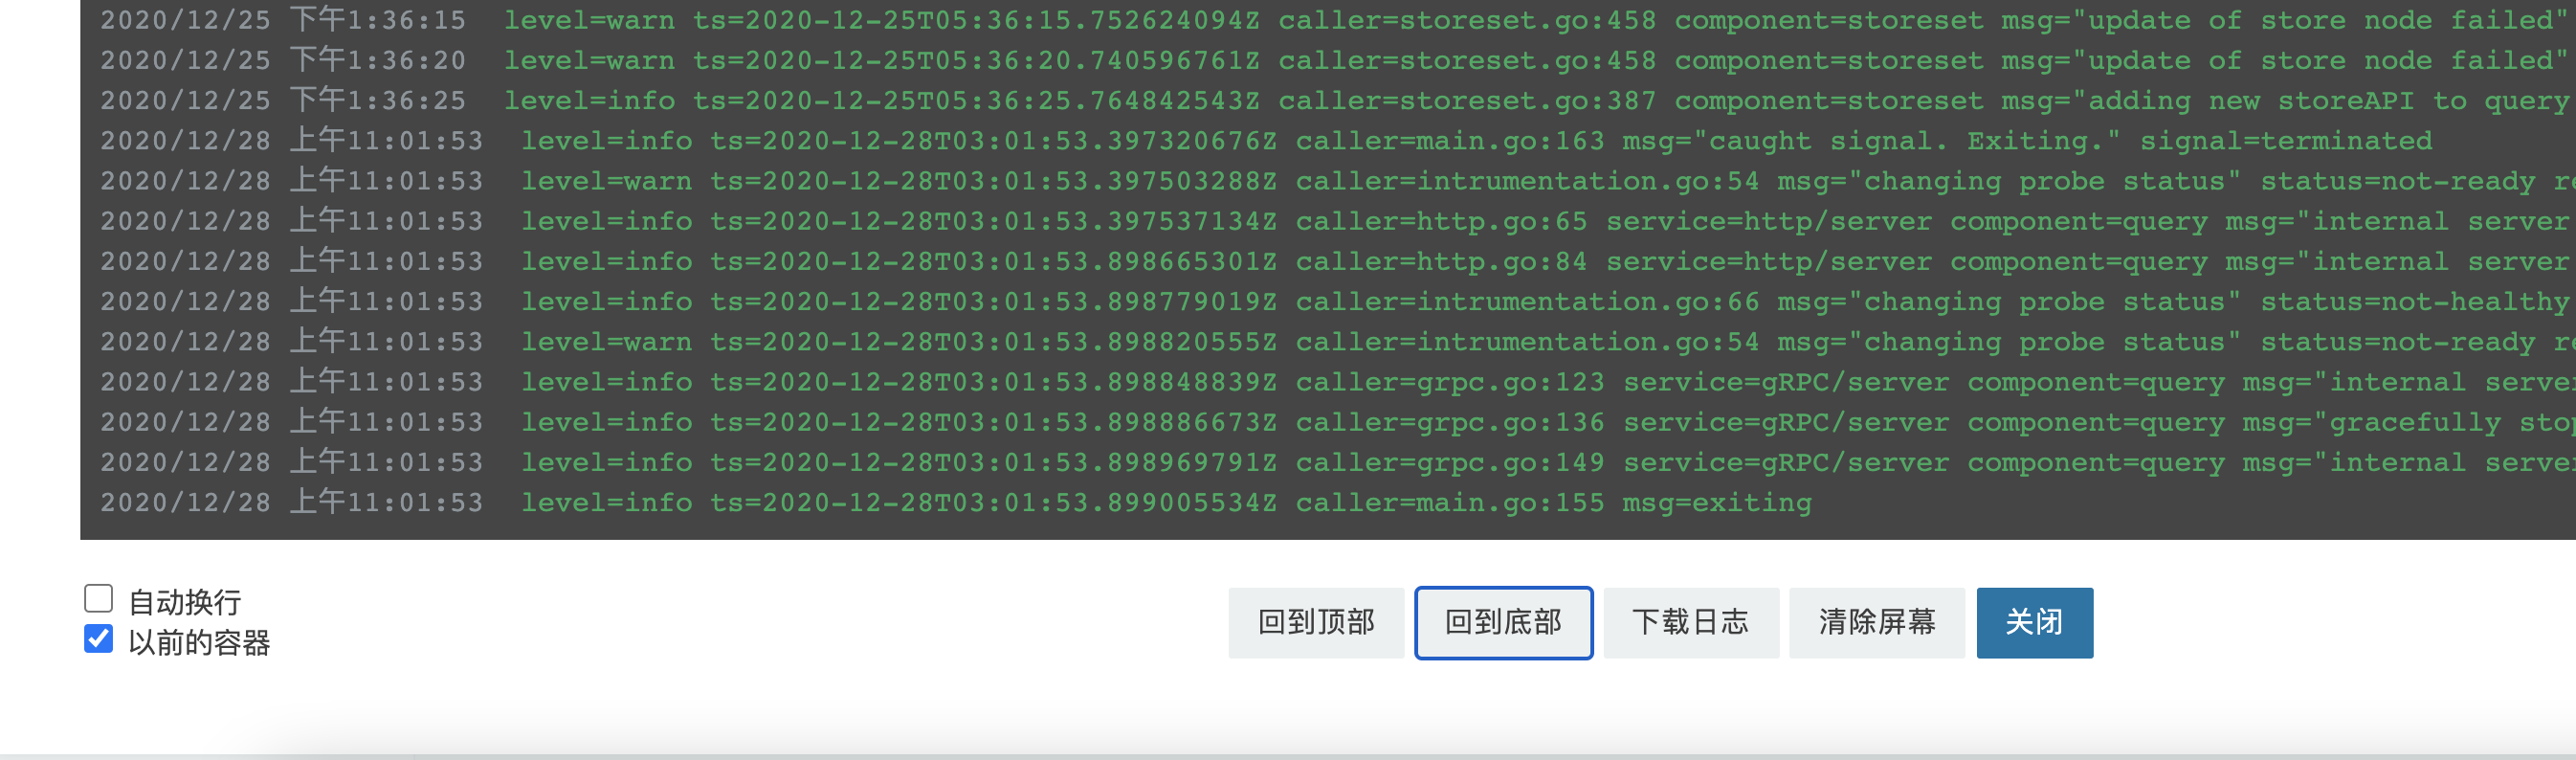 2020/12/25 下午1:36:15 level=warn ts=2020-12-25T05:36:15.752624094Z caller=storeset.go:458 component=storeset msg="update of store node failed"
2020/12/25 下午1:36:20 level=warn ts=2020-12-25T05:36:20.740596761Z caller=storeset.go:458 component=storeset msg="update of store node failed"
2020/12/25 下午1:36:25 level=info ts=2020-12-25T05:36:25.764842543Z caller=storeset.go:387 component=storeset msg="adding new storeAPI to query
2020/12/28 上午11:01:53 level=info ts=2020-12-28T03:01:53.397320676Z caller=main.go:163 msg="caught signal. Exiting." signal=terminated
2020/12/28 上午11:01:53 level=warn ts=2020-12-28T03:01:53.397503288Z caller=intrumentation.go:54 msg="changing probe status" status=not-ready re
2020/12/28 上午11:01:53 level=info ts=2020-12-28T03:01:53.397537134Z caller=http.go:65 service=http/server component=query msg="internal server
2020/12/28 上午11:01:53 level=info ts=2020-12-28T03:01:53.898665301Z caller=http.go:84 service=http/server component=query msg="internal server
2020/12/28 上午11:01:53 level=info ts=2020-12-28T03:01:53.898779019Z caller=intrumentation.go:66 msg="changing probe status" status=not-healthy
2020/12/28 上午11:01:53 level=warn ts=2020-12-28T03:01:53.898820555Z caller=intrumentation.go:54 msg="changing probe status" status=not-ready re
2020/12/28 上午11:01:53 level=info ts=2020-12-28T03:01:53.898848839Z caller=grpc.go:123 service=gRPC/server component=query msg="internal server
2020/12/28 上午11:01:53 level=info ts=2020-12-28T03:01:53.898886673Z caller=grpc.go:136 service=gRPC/server component=query msg="gracefully stop
2020/12/28 上午11:01:53 level=info ts=2020-12-28T03:01:53.898969791Z caller=grpc.go:149 service=gRPC/server component=query msg="internal server
2020/12/28 上午11:01:53 level=info ts=2020-12-28T03:01:53.899005534Z caller=main.go:155 msg=exiting
自动换行
以前的容器
回到顶部 回到底部 下载日志 清除屏幕 关闭